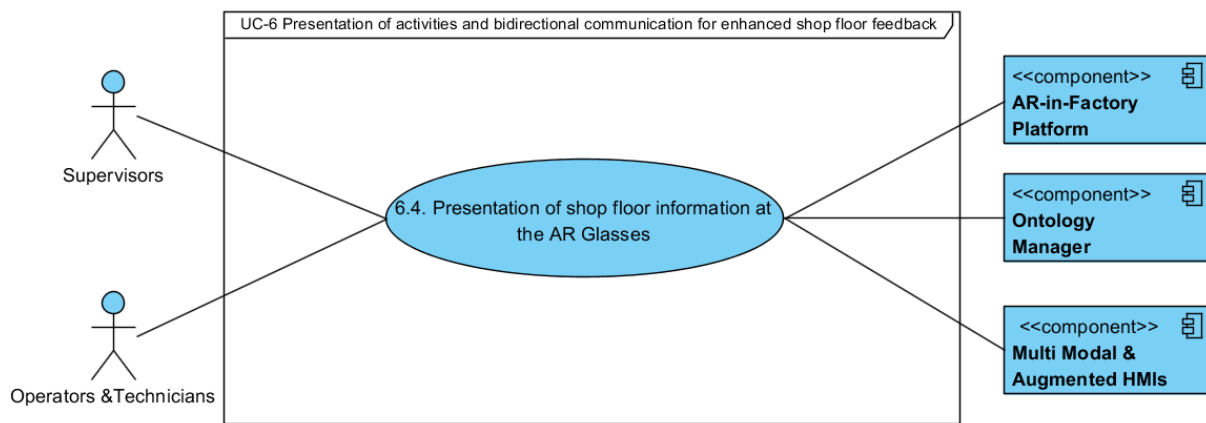 UC-6 Presentation of activities and bidirectional communication for enhanced shop floor feedback
Supervisors
Operators &Technicians
6.4. Presentation of shop floor information at
the AR Glasses
<<component>>
AR-in-Factory
Platform
<<component>>
Ontology
Manager
<<component>>
Multi Modal &
Augmented HMIs